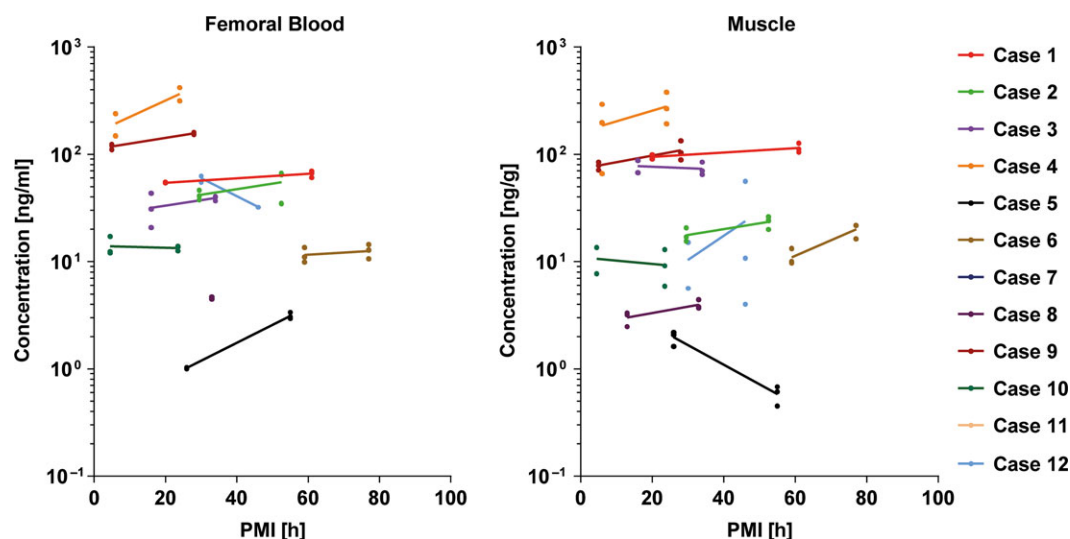 Femoral Blood
Concentration [ng/ml]
10³
10²
10¹
10⁰
10⁻¹
0 20 40 60 80 100
PMI [h]
Muscle
Concentration [ng/g]
10³
10²
10¹
10⁰
10⁻¹
0 20 40 60 80 100
PMI [h]
Case 1
Case 2
Case 3
Case 4
Case 5
Case 6
Case 7
Case 8
Case 9
Case 10
Case 11
Case 12